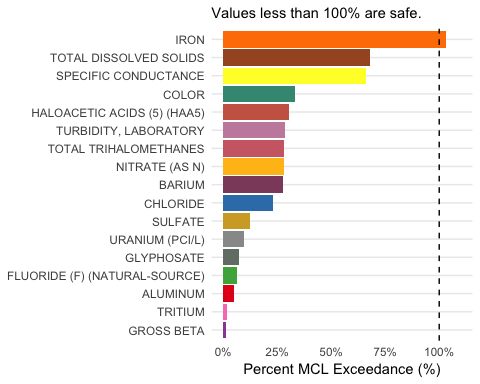 Values less than 100% are safe.
IRON
TOTAL DISSOLVED SOLIDS
SPECIFIC CONDUCTANCE
COLOR
HALOACETIC ACIDS (5) (HAA5)
TURBIDITY, LABORATORY
TOTAL TRIHALOMETHANES
NITRATE (AS N)
BARIUM
CHLORIDE
SULFATE
URANIUM (PCI/L)
GLYPHOSATE
FLUORIDE (F) (NATURAL-SOURCE)
ALUMINUM
TRITIUM
GROSS BETA
0% 25% 50% 75% 100%
Percent MCL Exceedance (%)